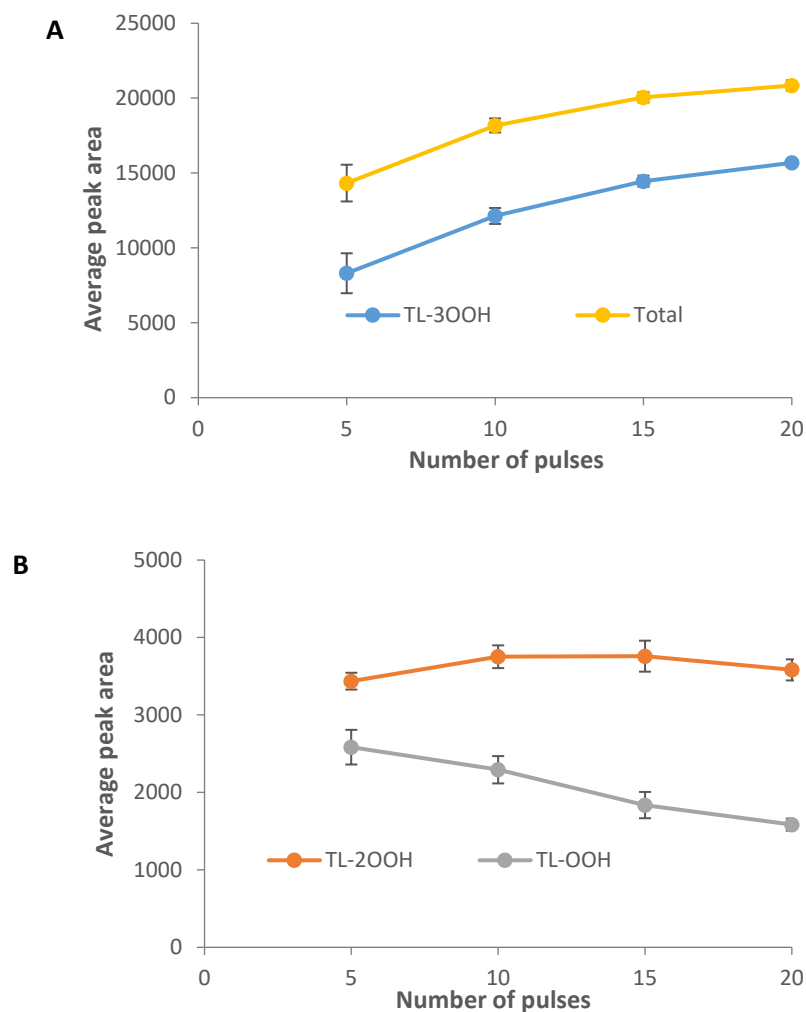 A
Average peak area
25000
20000
15000
10000
5000
0
TL-3OOH Total
0 5 10 15 20
Number of pulses
B
Average peak area
5000
4000
3000
2000
1000
0
TL-2OOH TL-OOH
0 5 10 15 20
Number of pulses